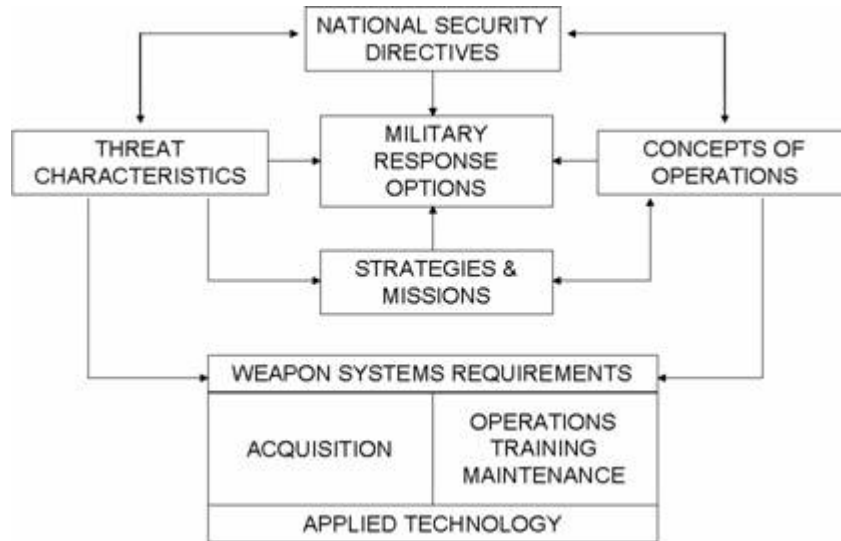 NATIONAL SECURITY
DIRECTIVES
THREAT
CHARACTERISTICS
MILITARY
RESPONSE
OPTIONS
CONCEPTS OF
OPERATIONS
STRATEGIES &
MISSIONS
WEAPON SYSTEMS REQUIREMENTS
ACQUISITION
OPERATIONS
TRAINING
MAINTENANCE
APPLIED TECHNOLOGY